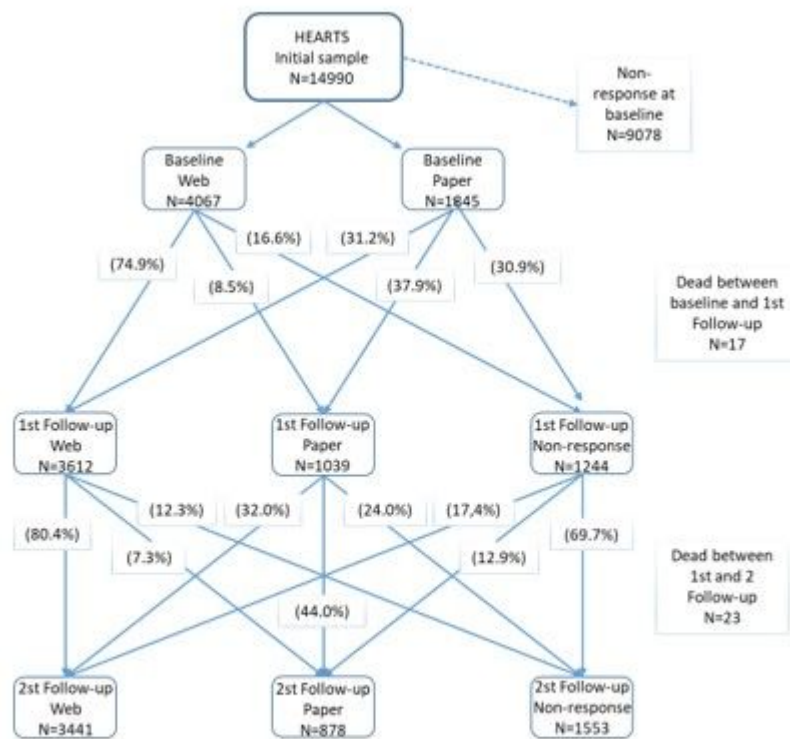 HEARTS
Initial sample
N=14990
Non-
response at
baseline
N=9078
Baseline
Web
N=4067
Baseline
Paper
N=1845
(16.6%)
(31.2%)
(74.9%)
(8.5%)
(37.9%)
(30.9%)
Dead between
baseline and 1st
Follow-up
N=17
1st Follow-up
Web
N=3612
1st Follow-up
Paper
N=1039
1st Follow-up
Non-response
N=1244
(12.3%)
(32.0%)
(24.0%)
(17,4%)
(80.4%)
(7.3%)
(12.9%)
(69.7%)
(44.0%)
Dead between
1st and 2
Follow-up
N=23
2st Follow-up
Web
N=3441
2st Follow-up
Paper
N=878
2st Follow-up
Non-response
N=1553